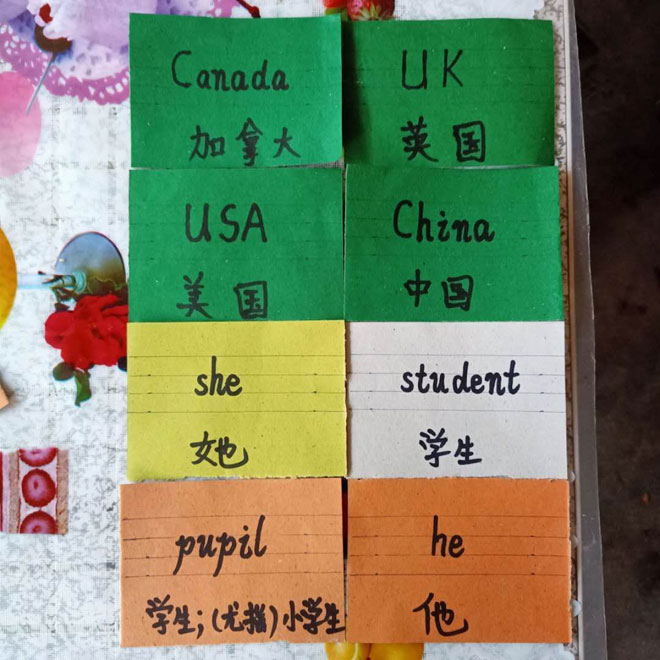 Canada
加拿大
UK
英国
USA
美国
China
中国
she
她
student
学生
pupil
学生；(尤指)小学生
he
他